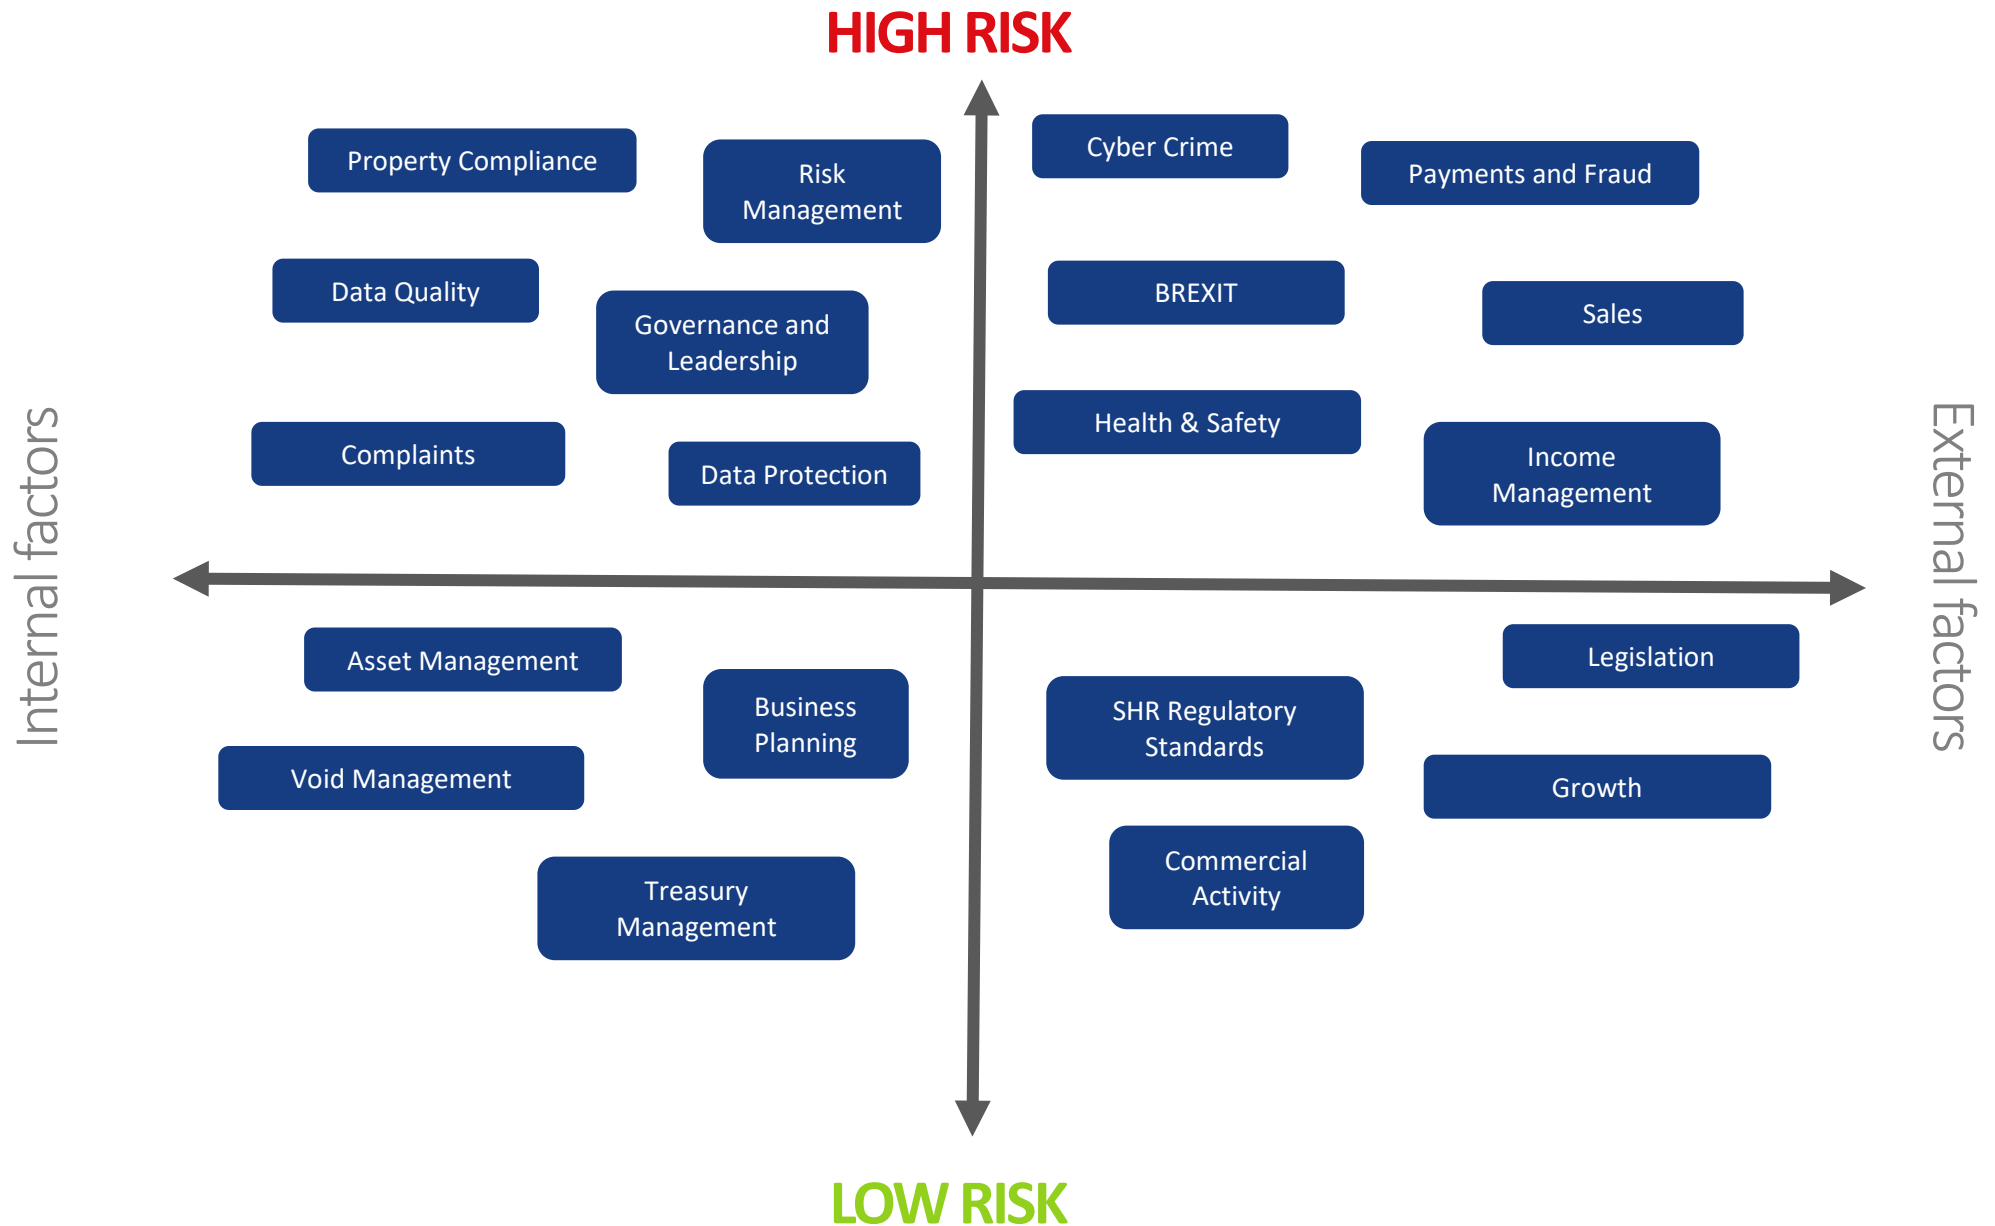 HIGH RISK
Property Compliance
Risk
Management
Cyber Crime
Payments and Fraud
Data Quality
Governance and
Leadership
BREXIT
Sales
Complaints
Data Protection
Health & Safety
Income
Management
Internal factors
External factors
Asset Management
Business
Planning
SHR Regulatory
Standards
Legislation
Void Management
Growth
Treasury
Management
Commercial
Activity
LOW RISK